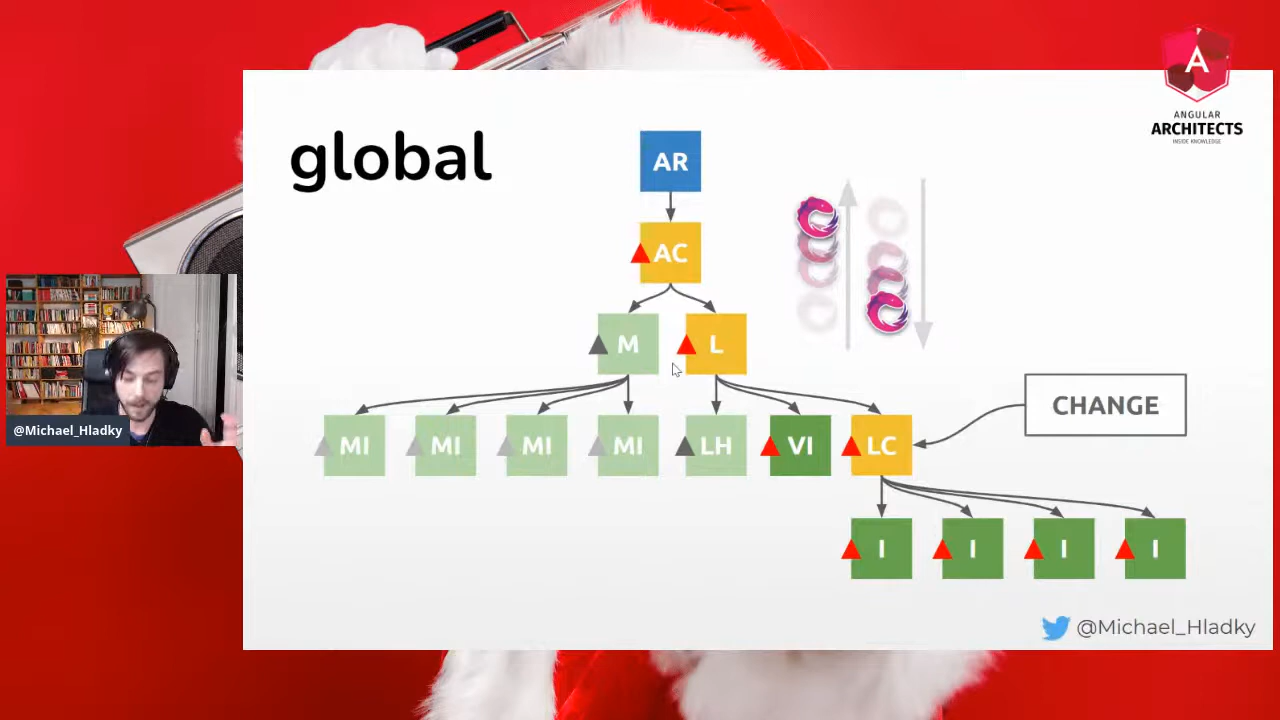 A
ANGULAR
ARCHITECTS
INSIDE KNOWLEDGE
global
AR
AC
M
L
CHANGE
MI
MI
MI
MI
LH
VI
LC
I
I
I
I
@Michael_Hladky
@Michael_Hladky